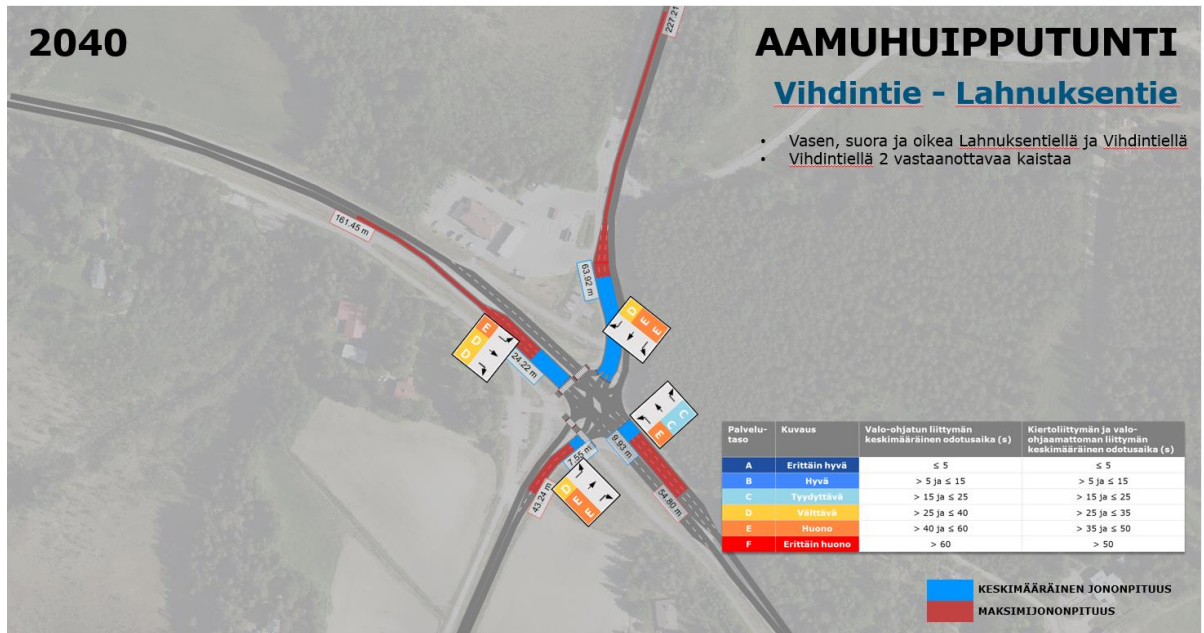 2040
AAMUHUIPPUTUNTI
Vihdintie - Lahnuksentie
• Vasen, suora ja oikea Lahnuksentiellä ja Vihdintiellä
• Vihdintiellä 2 vastaanottavaa kaistaa
227.21
161.45 m
63.92 m
D E E
E D D
24.22 m
C C E
9.93 m
7.55 m
43.24 m
D E E
54.80 m
Palvelu-
taso
Kuvaus
Valo-ohjatun liittymän
keskimääräinen odotusaika (s)
Kiertoliittymän ja valo-
ohjaamattoman liittymän
keskimääräinen odotusaika (s)
A Erittäin hyvä ≤ 5 ≤ 5
B Hyvä > 5 ja ≤ 15 > 5 ja ≤ 15
C Tyydyttävä > 15 ja ≤ 25 > 15 ja ≤ 25
D Välttävä > 25 ja ≤ 40 > 25 ja ≤ 35
E Huono > 40 ja ≤ 60 > 35 ja ≤ 50
F Erittäin huono > 60 > 50
KESKIMÄÄRÄINEN JONONPITUUS
MAKSIMIJONONPITUUS